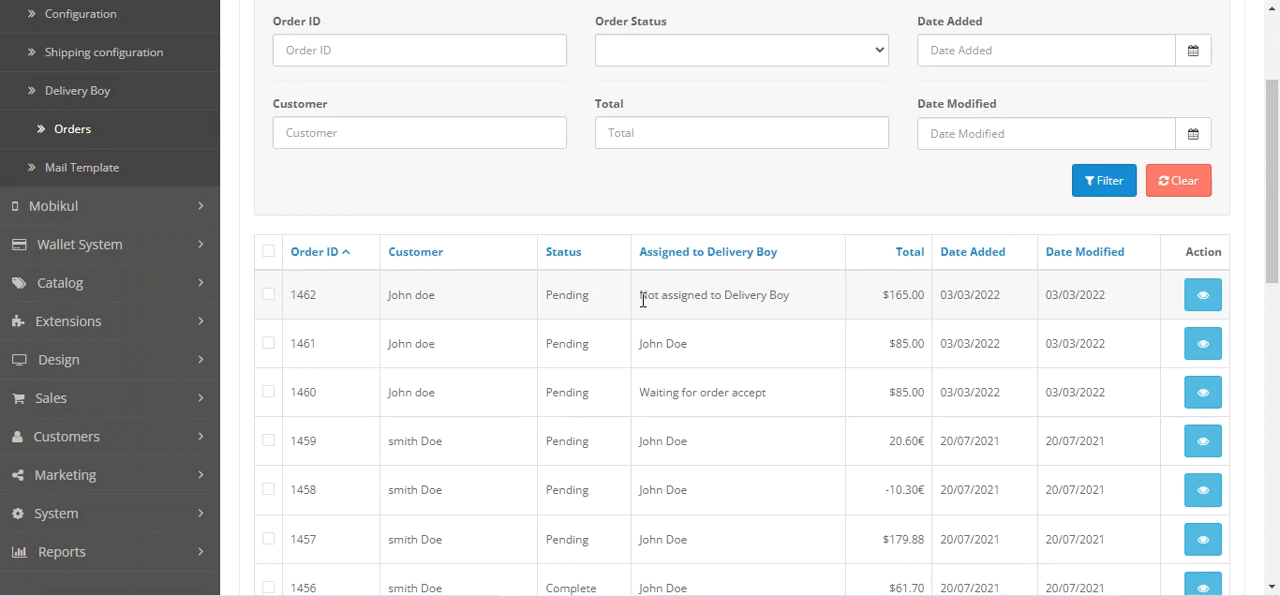 Configuration
Shipping configuration
Delivery Boy
Orders
Mail Template
Mobikul
Wallet System
Catalog
Extensions
Design
Sales
Customers
Marketing
System
Reports
Order ID Order Status Date Added
Order ID Date Added
Customer Total Date Modified
Customer Total Date Modified
Filter Clear
Order ID Customer Status Assigned to Delivery Boy Total Date Added Date Modified Action
1462 John doe Pending Not assigned to Delivery Boy $165.00 03/03/2022 03/03/2022
1461 John doe Pending John Doe $85.00 03/03/2022 03/03/2022
1460 John doe Pending Waiting for order accept $85.00 03/03/2022 03/03/2022
1459 smith Doe Pending John Doe 20.60€ 20/07/2021 20/07/2021
1458 smith Doe Pending John Doe -10.30€ 20/07/2021 20/07/2021
1457 smith Doe Pending John Doe $179.88 20/07/2021 20/07/2021
1456 smith Doe Complete John Doe $61.70 20/07/2021 20/07/2021